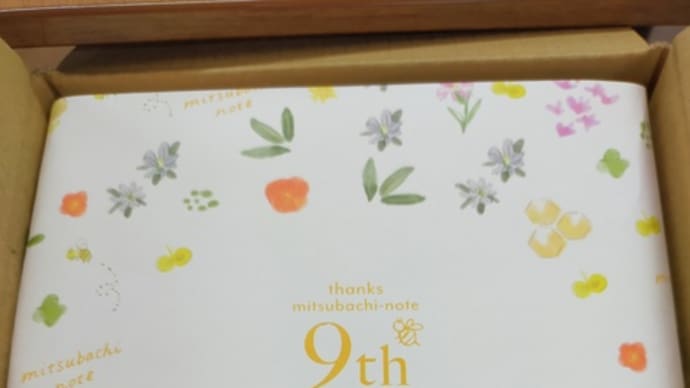 mitsubachi
note
thanks
mitsubachi-note
9th
mitsubachi
note